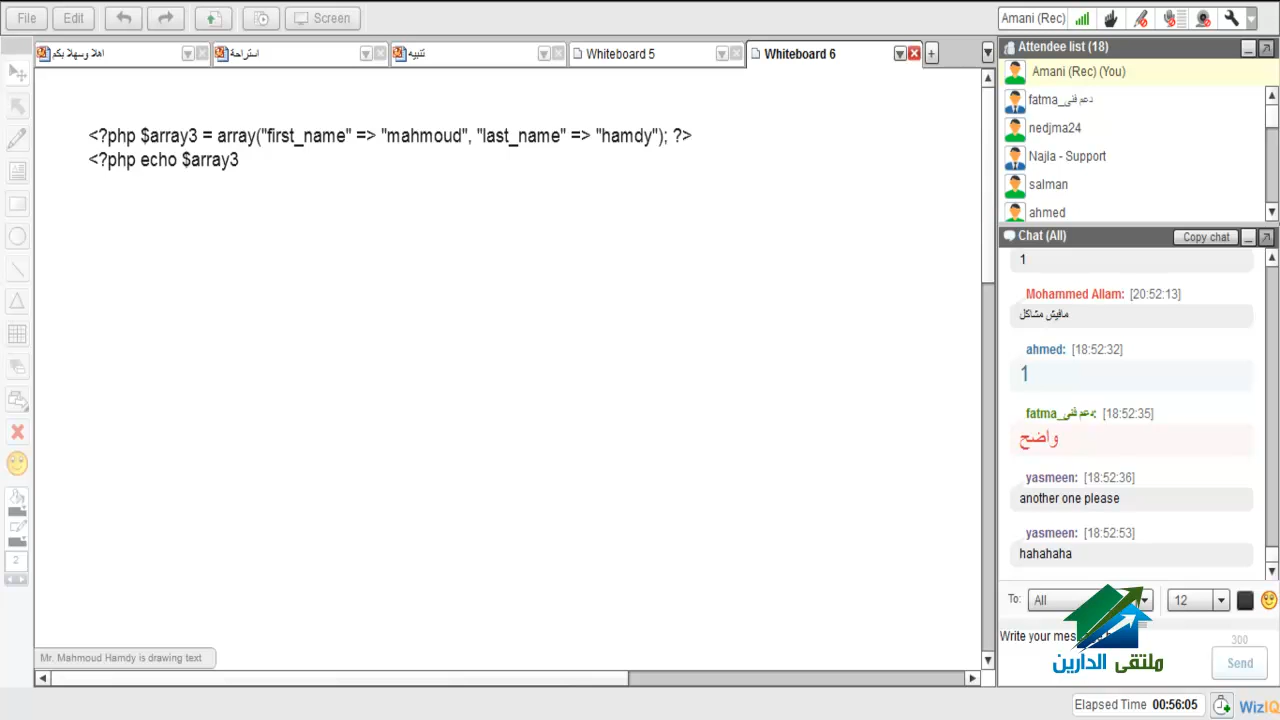 File
Edit
Screen
Amani (Rec)
اهلا وسهلا بكم
استراحة
تنبيه
Whiteboard 5
Whiteboard 6
<?php $array3 = array("first_name" => "mahmoud", "last_name" => "hamdy"); ?>
<?php echo $array3
Mr. Mahmoud Hamdy is drawing text
2
Attendee list (18)
Amani (Rec) (You)
fatma_دعم فنى
nedjma24
Najla - Support
salman
ahmed
Chat (All)
Copy chat
1
Mohammed Allam: [20:52:13]
مافيش مشاكل
ahmed: [18:52:32]
1
fatma_دعم فنى: [18:52:35]
واضح
yasmeen: [18:52:36]
another one please
yasmeen: [18:52:53]
hahahaha
To: All
12
Write your mes
300
Send
ملتقى الدارين
Elapsed Time 00:56:05
WizIQ